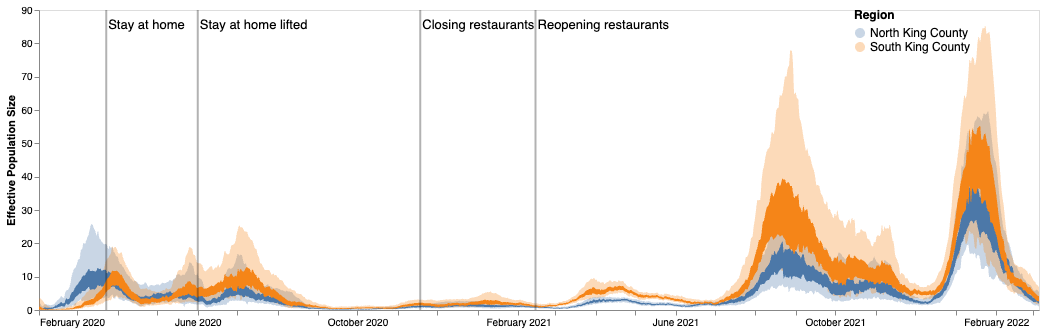 90
80
70
60
50
40
30
20
10
0
Effective Population Size
Stay at home
Stay at home lifted
Closing restaurants
Reopening restaurants
Region
North King County
South King County
February 2020
June 2020
October 2020
February 2021
June 2021
October 2021
February 2022